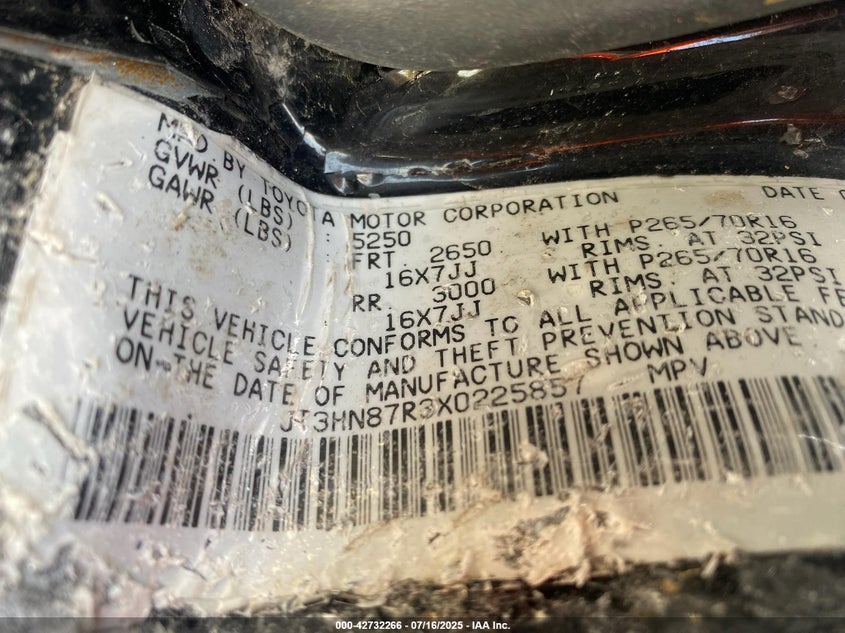 MFD BY TOYOTA MOTOR CORPORATION DATE O
GVWR (LBS) : 5250
GAWR (LBS) FRT 2650 WITH P265/70R16
16X7JJ RIMS. AT 32PSI
RR. 3000 WITH P265/70R16
16X7JJ RIMS. AT 32PSI
THIS VEHICLE CONFORMS TO ALL APPLICABLE FE
VEHICLE SAFETY AND THEFT PREVENTION STAND
ON THE DATE OF MANUFACTURE SHOWN ABOVE
JT3HN87R3X0225857 MPV
000-42732266 - 07/16/2025 - IAA Inc.